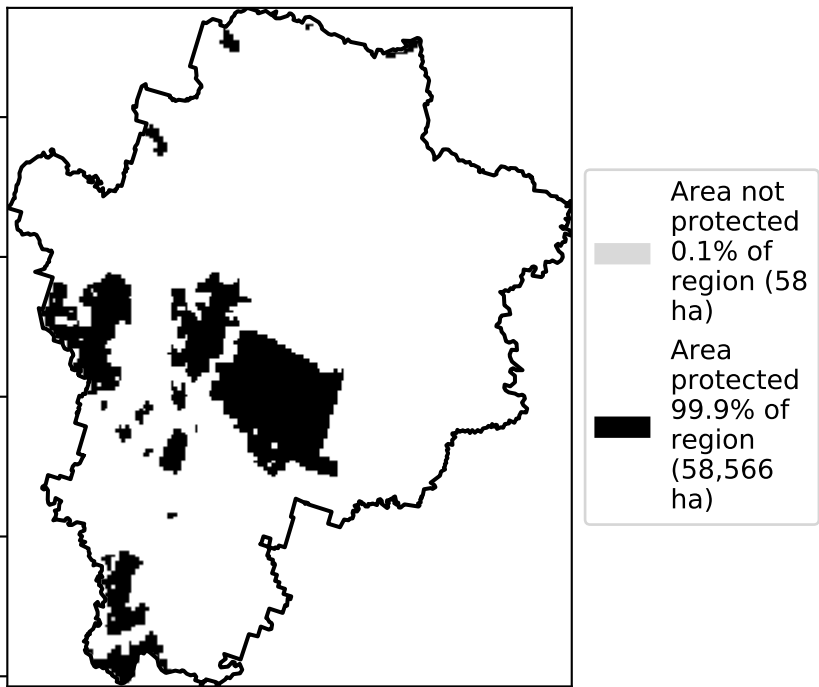 Area not
protected
0.1% of
region (58
ha)
Area
protected
99.9% of
region
(58,566
ha)